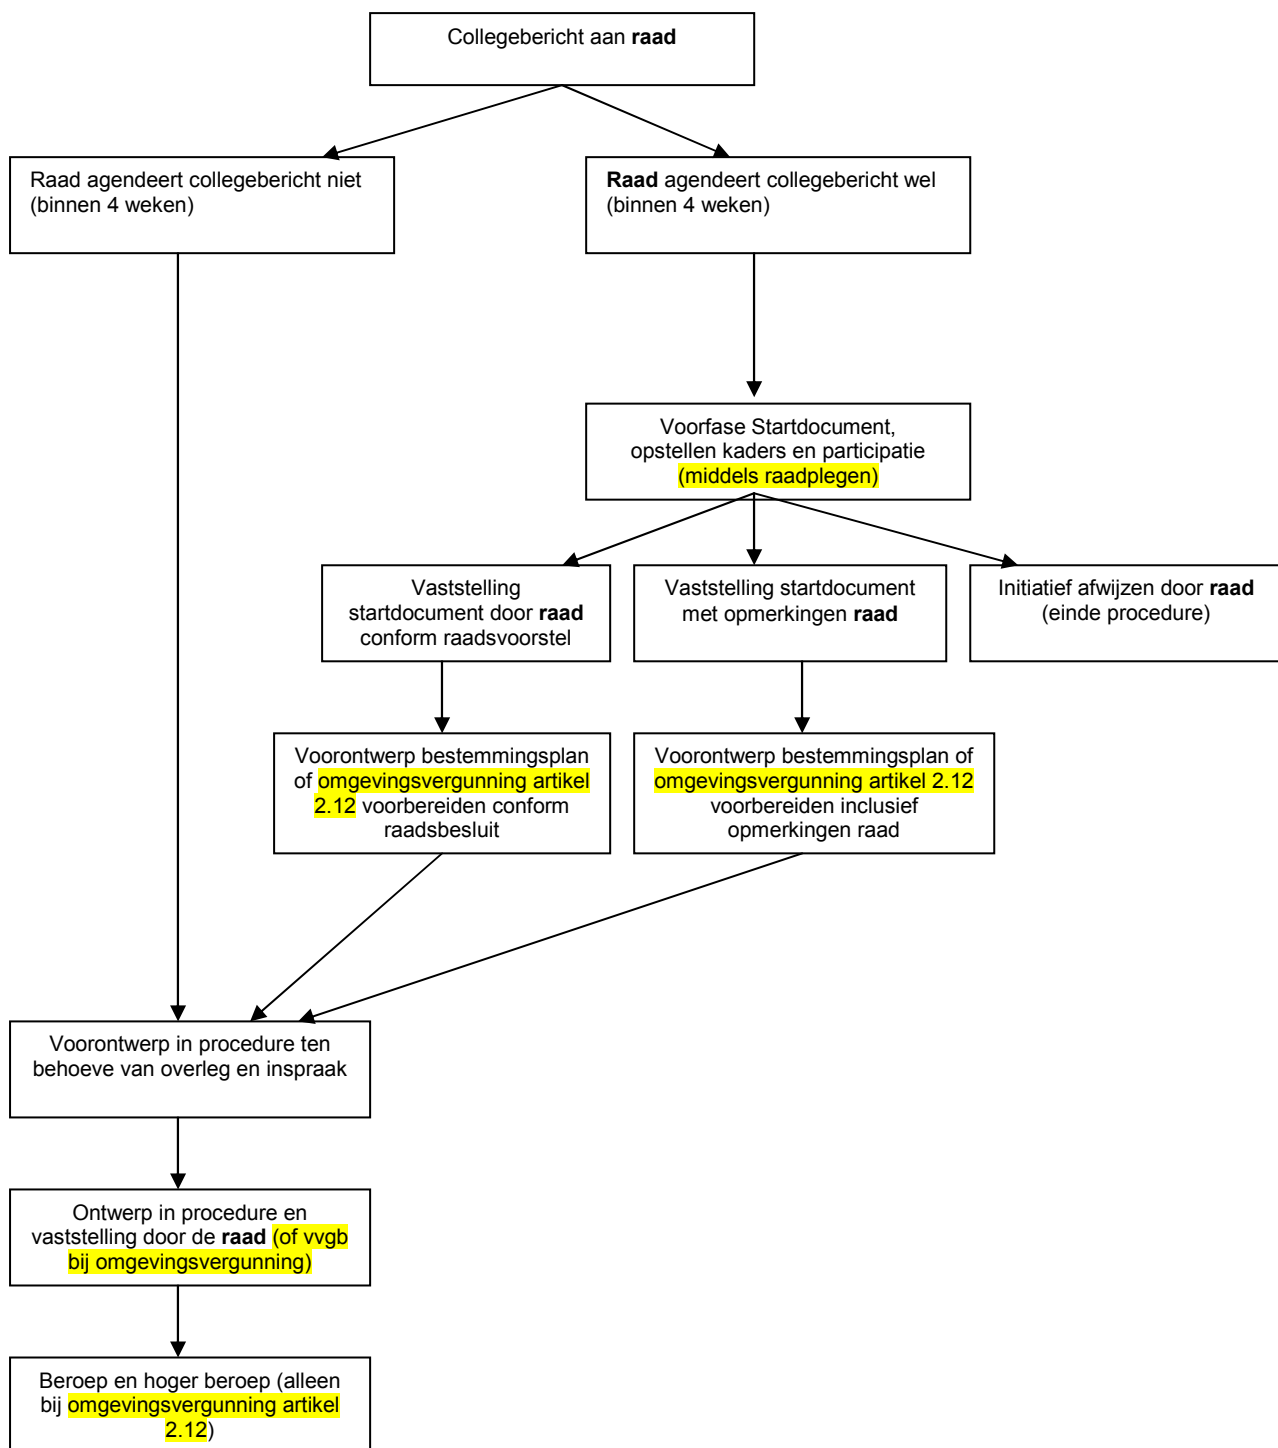 Collegebericht aan raad
Raad agendeert collegebericht niet
(binnen 4 weken)
Raad agendeert collegebericht wel
(binnen 4 weken)
Voorfase Startdocument,
opstellen kaders en participatie
(middels raadplegen)
Vaststelling
startdocument door raad
conform raadsvoorstel
Vaststelling startdocument
met opmerkingen raad
Initiatief afwijzen door raad
(einde procedure)
Voorontwerp bestemmingsplan
of omgevingsvergunning artikel
2.12 voorbereiden conform
raadsbesluit
Voorontwerp bestemmingsplan of
omgevingsvergunning artikel 2.12
voorbereiden inclusief
opmerkingen raad
Voorontwerp in procedure ten
behoeve van overleg en inspraak
Ontwerp in procedure en
vaststelling door de raad (of vvgb
bij omgevingsvergunning)
Beroep en hoger beroep (alleen
bij omgevingsvergunning artikel
2.12)